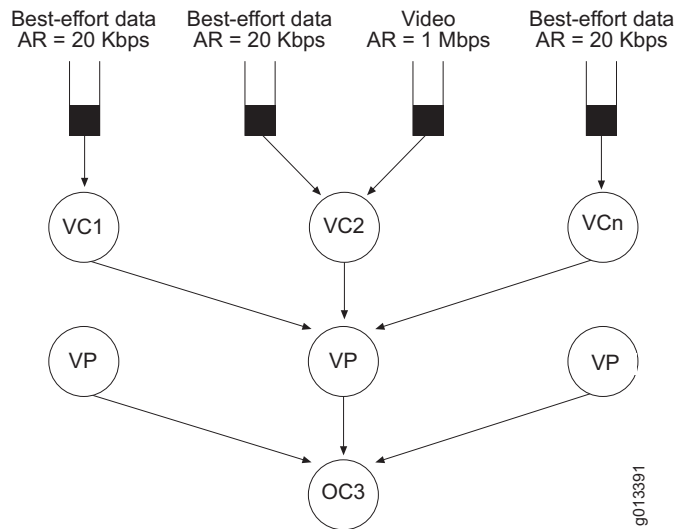 Best-effort data
AR = 20 Kbps
Best-effort data
AR = 20 Kbps
Video
AR = 1 Mbps
Best-effort data
AR = 20 Kbps
VC1
VC2
VCn
VP
VP
VP
OC3
g013391